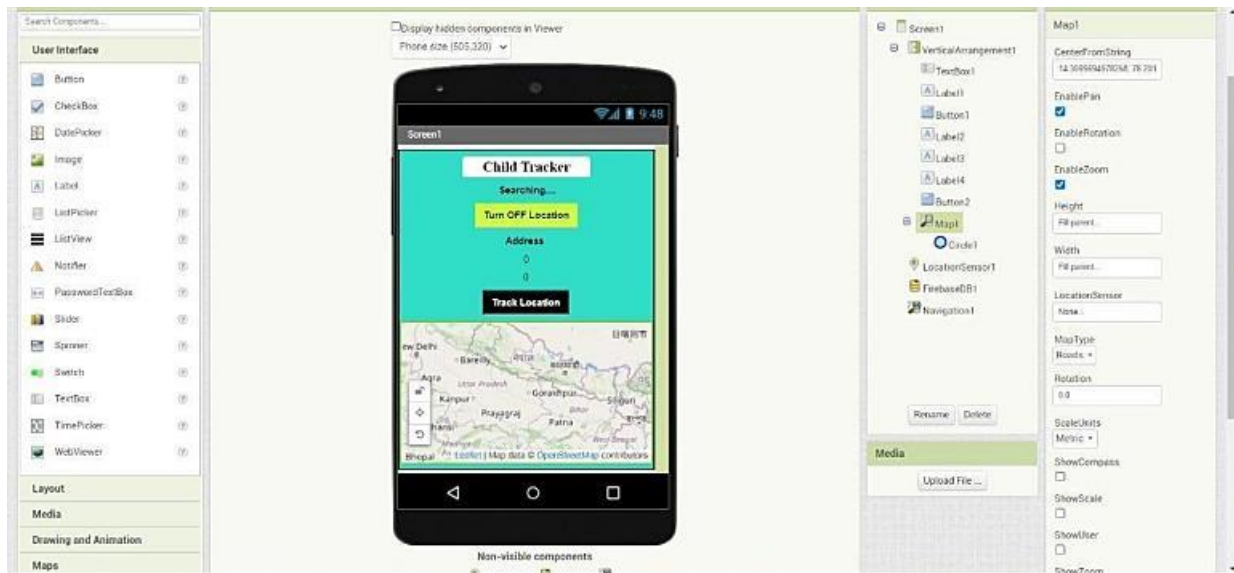 Search Components...
User Interface
Button
CheckBox
DatePicker
Image
Label
ListPicker
ListView
Notifier
PasswordTextBox
Slider
Spinner
Switch
TextBox
TimePicker
WebViewer
Layout
Media
Drawing and Animation
Maps
Display hidden components in Viewer
Phone size (505,320)
9:48
Screen1
Child Tracker
Searching....
Turn OFF Location
Address
0
0
Track Location
ew Delhi
Bareilly
Agra
Uttar Pradesh
Kanpur
Gorakhpur
Siliguri
Prayagraj
Bihar
hansi
Patna
West Bengal
Bhopal
Leaflet | Map data © OpenStreetMap contributors
Non-visible components
Screen1
VerticalArrangement1
TextBox1
Label1
Button1
Label2
Label3
Label4
Button2
Map1
Circle1
LocationSensor1
FirebaseDB1
Navigation1
Rename Delete
Media
Upload File ...
Map1
CenterFromString
EnablePan
EnableRotation
EnableZoom
Height
Fill parent...
Width
Fill parent...
LocationSensor
None...
MapType
Roads
Rotation
0.0
ScaleUnits
Metric
ShowCompass
ShowScale
ShowUser
ShowZoom